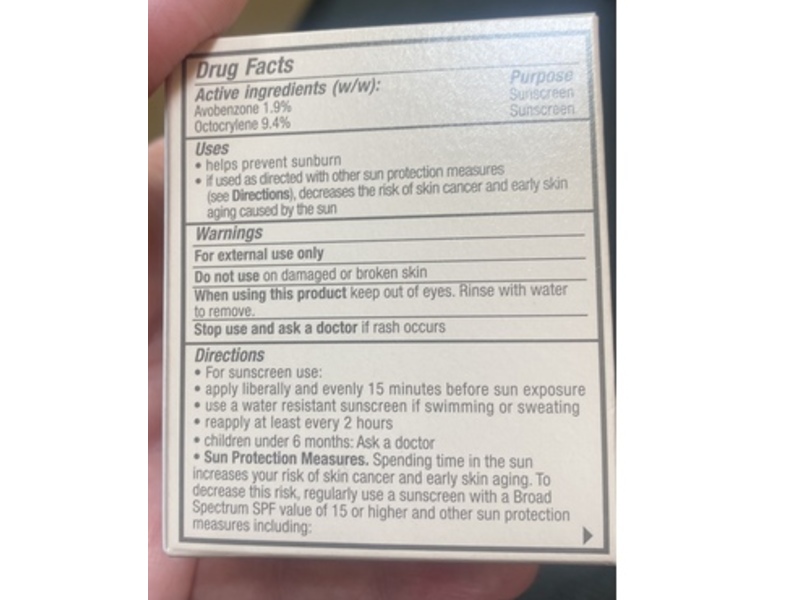 Drug Facts
Active ingredients (w/w): Purpose
Avobenzone 1.9% Sunscreen
Octocrylene 9.4% Sunscreen
Uses
• helps prevent sunburn
• if used as directed with other sun protection measures
(see Directions), decreases the risk of skin cancer and early skin
aging caused by the sun
Warnings
For external use only
Do not use on damaged or broken skin
When using this product keep out of eyes. Rinse with water
to remove.
Stop use and ask a doctor if rash occurs
Directions
• For sunscreen use:
• apply liberally and evenly 15 minutes before sun exposure
• use a water resistant sunscreen if swimming or sweating
• reapply at least every 2 hours
• children under 6 months: Ask a doctor
• Sun Protection Measures. Spending time in the sun
increases your risk of skin cancer and early skin aging. To
decrease this risk, regularly use a sunscreen with a Broad
Spectrum SPF value of 15 or higher and other sun protection
measures including: